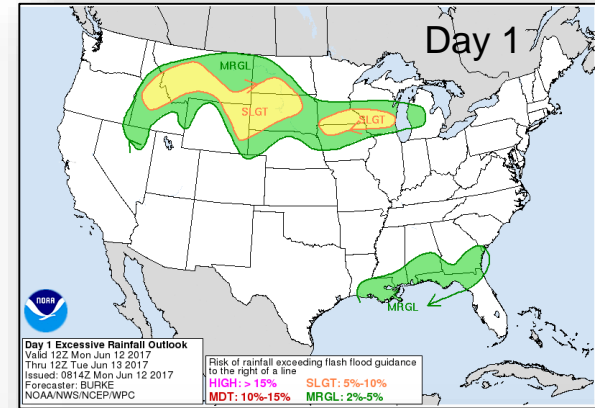 Day 1
MRGL
SLGT
SLGT
MRGL
NOAA
Day 1 Excessive Rainfall Outlook
Valid 12Z Mon Jun 12 2017
Thru 12Z Tue Jun 13 2017
Issued: 0814Z Mon Jun 12 2017
Forecaster: BURKE
NOAA/NWS/NCEP/WPC
Risk of rainfall exceeding flash flood guidance
to the right of a line
HIGH: > 15% SLGT: 5%-10%
MDT: 10%-15% MRGL: 2%-5%